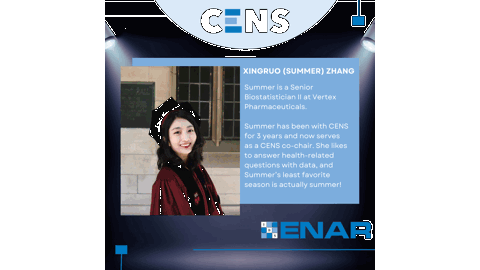 CENS
XINGRUO (SUMMER) ZHANG
Summer is a Senior
Biostatistician II at Vertex
Pharmaceuticals.
Summer has been with CENS
for 3 years and now serves
as a CENS co-chair. She likes
to answer health-related
questions with data, and
Summer's least favorite
season is actually summer!
ENAR